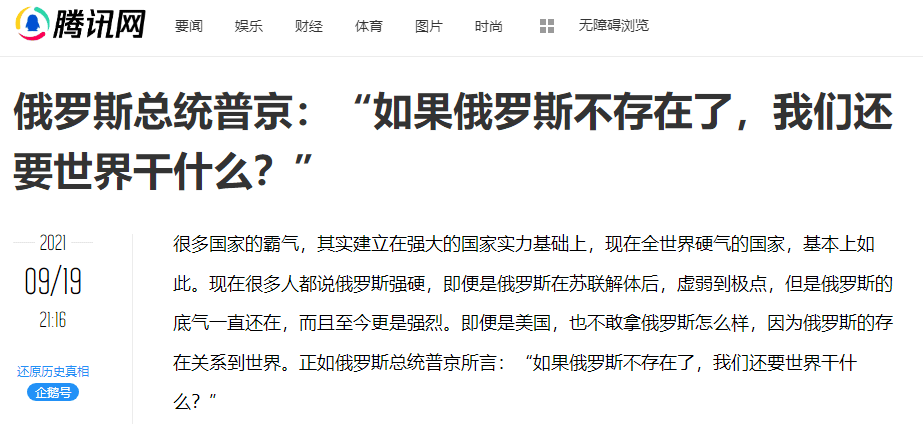 腾讯网 要闻 娱乐 财经 体育 图片 时尚 无障碍浏览
俄罗斯总统普京：“如果俄罗斯不存在了，我们还
要世界干什么？”
2021
09/19
21:16
还原历史真相
企鹅号
很多国家的霸气，其实建立在强大的国家实力基础上，现在全世界硬气的国家，基本上如
此。现在很多人都说俄罗斯强硬，即便是俄罗斯在苏联解体后，虚弱到极点，但是俄罗斯的
底气一直还在，而且至今更是强烈。即便是美国，也不敢拿俄罗斯怎么样，因为俄罗斯的存
在关系到世界。正如俄罗斯总统普京所言：“如果俄罗斯不存在了，我们还要世界干什
么？”